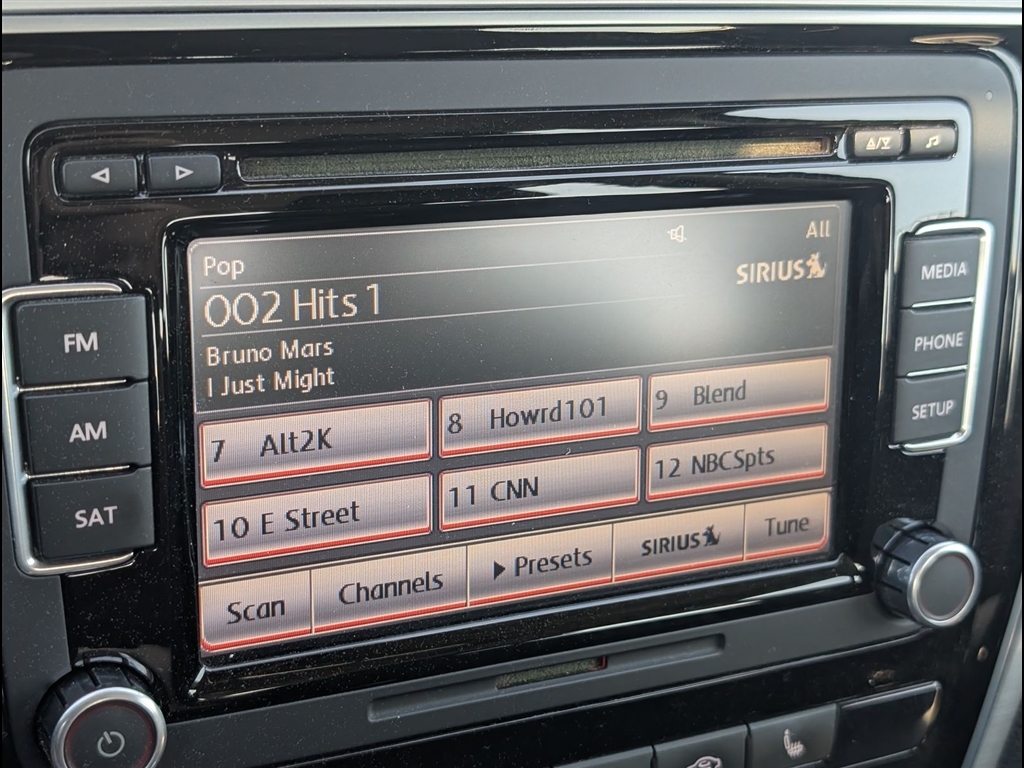 All
Pop
SIRIUS
002 Hits 1
Bruno Mars
I Just Might
7 Alt2K
8 Howrd101
9 Blend
10 E Street
11 CNN
12 NBCSpts
Scan
Channels
Presets
SIRIUS
Tune
FM
AM
SAT
MEDIA
PHONE
SETUP